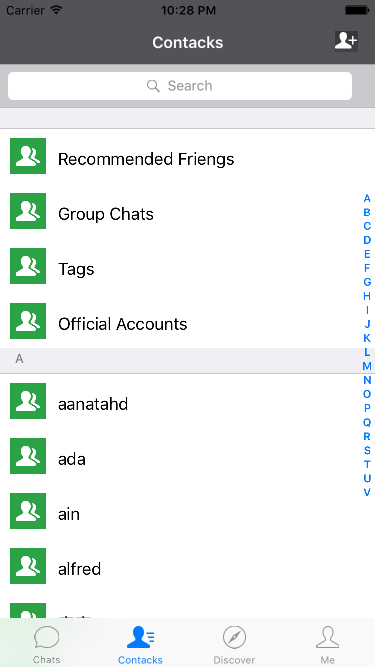 Carrier 10:28 PM
Contacks
Search
Recommended Friengs
Group Chats
Tags
Official Accounts
A
aanatahd
ada
ain
alfred
A
B
C
D
E
F
G
H
I
J
K
L
M
N
O
P
Q
R
S
T
U
V
Chats
Contacks
Discover
Me